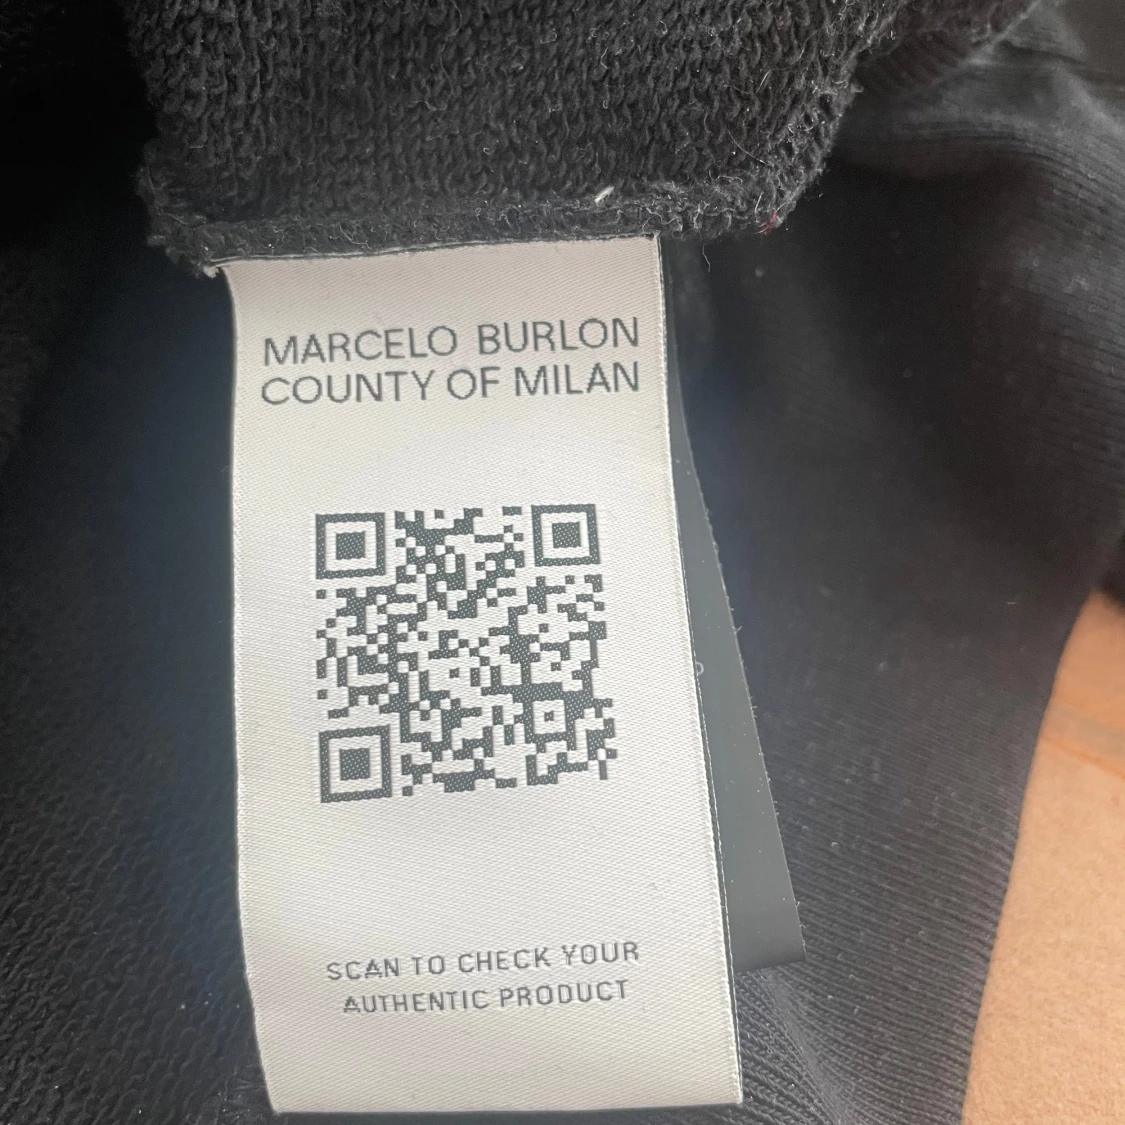 MARCELO BURLON
COUNTY OF MILAN
SCAN TO CHECK YOUR
AUTHENTIC PRODUCT